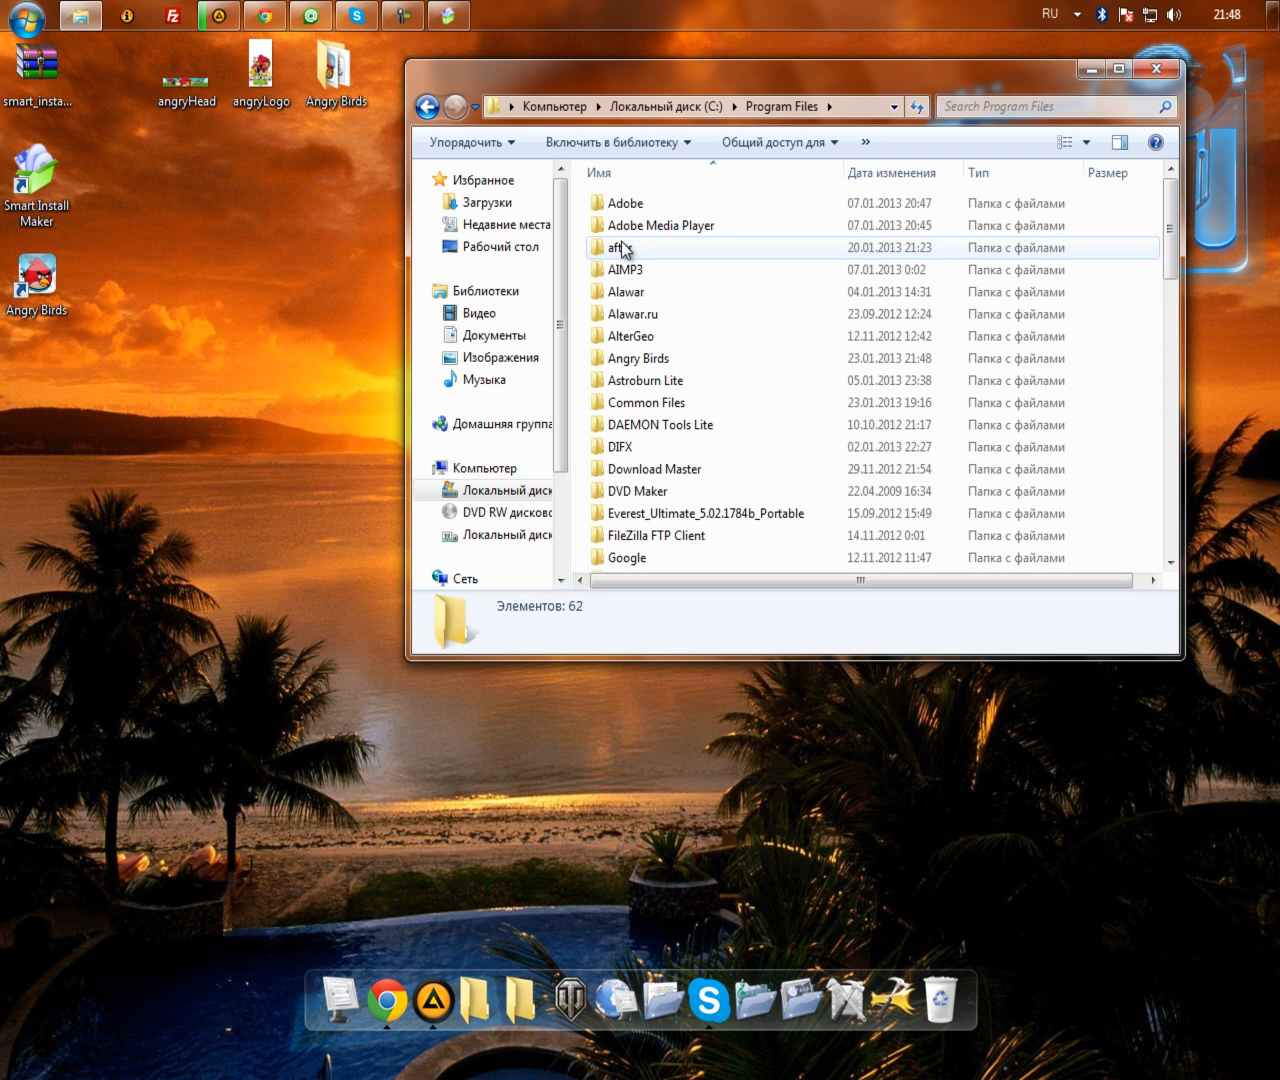 RU
21:48
smart_insta...
angryHead
angryLogo
Angry Birds
Smart Install
Maker
Angry Birds
Компьютер
Локальный диск (C:)
Program Files
Search Program Files
Упорядочить
Включить в библиотеку
Общий доступ для
»
Избранное
Загрузки
Недавние места
Рабочий стол
Библиотеки
Видео
Документы
Изображения
Музыка
Домашняя группа
Компьютер
Локальный диск
DVD RW дисково
Локальный диск
Сеть
Имя Дата изменения Тип Размер
Adobe 07.01.2013 20:47 Папка с файлами
Adobe Media Player 07.01.2013 20:45 Папка с файлами
20.01.2013 21:23 Папка с файлами
AIMP3 07.01.2013 0:02 Папка с файлами
Alawar 04.01.2013 14:31 Папка с файлами
Alawar.ru 23.09.2012 12:24 Папка с файлами
AlterGeo 12.11.2012 12:42 Папка с файлами
Angry Birds 23.01.2013 21:48 Папка с файлами
Astroburn Lite 05.01.2013 23:38 Папка с файлами
Common Files 23.01.2013 19:16 Папка с файлами
DAEMON Tools Lite 10.10.2012 21:17 Папка с файлами
DIFX 02.01.2013 22:27 Папка с файлами
Download Master 29.11.2012 21:54 Папка с файлами
DVD Maker 22.04.2009 16:34 Папка с файлами
Everest_Ultimate_5.02.1784b_Portable 15.09.2012 15:49 Папка с файлами
FileZilla FTP Client 14.11.2012 0:01 Папка с файлами
Google 12.11.2012 11:47 Папка с файлами
Элементов: 62